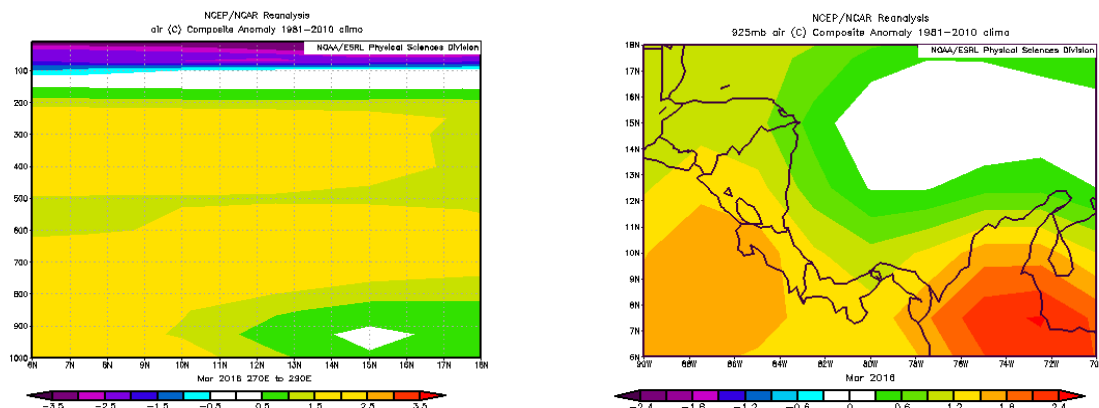 NCEP/NCAR Reanalysis
air (C) Composite Anomaly 1981-2010 climo
NOAA/ESRL Physical Sciences Division
100
200
300
400
500
600
700
800
900
1000
6N 7N 8N 9N 10N 11N 12N 13N 14N 15N 16N 17N 18N
Mar 2016 270E to 290E
-3.5 -2.5 -1.5 -0.5 0.5 1.5 2.5 3.5
NCEP/NCAR Reanalysis
925mb air (C) Composite Anomaly 1981-2010 climo
NOAA/ESRL Physical Sciences Division
18N
17N
16N
15N
14N
13N
12N
11N
10N
9N
8N
7N
6N
90W 88W 86W 84W 82W 80W 78W 76W 74W 72W 70W
Mar 2016
-2.4 -1.8 -1.2 -0.6 0 0.6 1.2 1.8 2.4